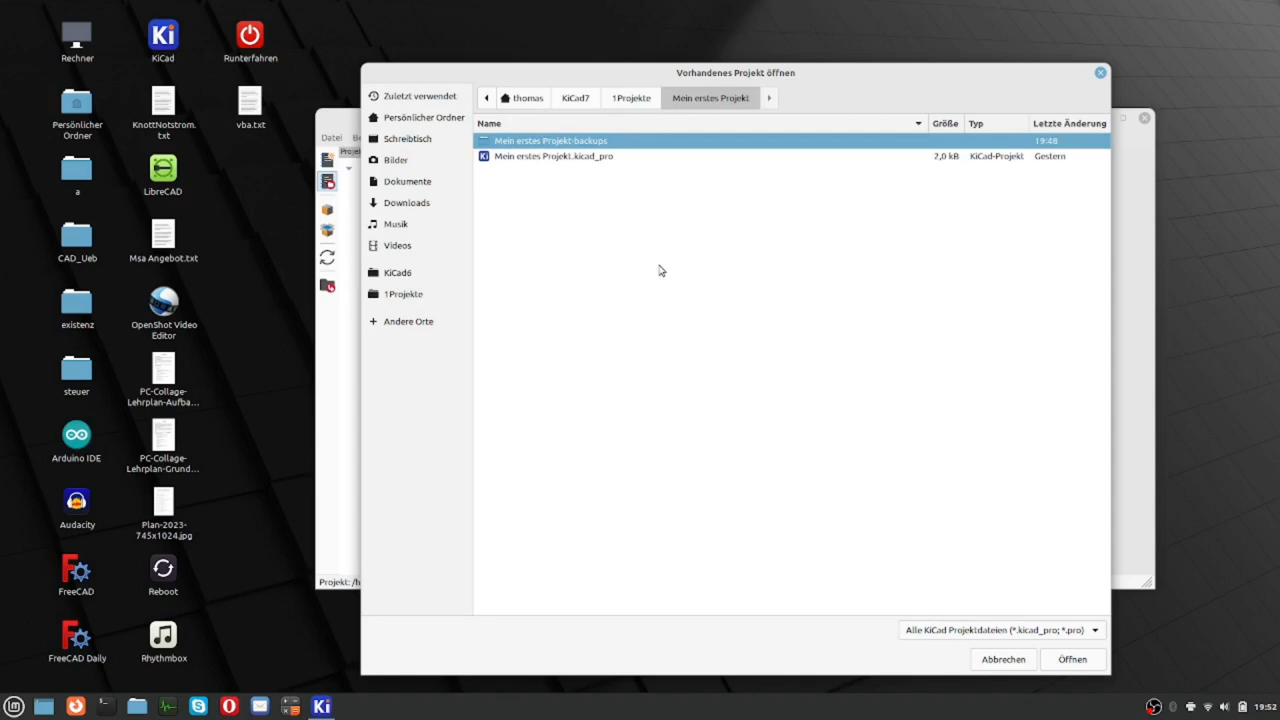 Rechner
KiCad
Runterfahren
Persönlicher
Ordner
KnottNotstrom.
txt
vba.txt
a
LibreCAD
CAD_Ueb
Msa Angebot.txt
existenz
OpenShot Video
Editor
steuer
PC-Collage-
Lehrplan-Aufba...
Arduino IDE
PC-Collage-
Lehrplan-Grund...
Audacity
Plan-2023-
745x1024.jpg
FreeCAD
Reboot
FreeCAD Daily
Rhythmbox
Datei Be
Projek
Projekt: /h
Vorhandenes Projekt öffnen
Zuletzt verwendet
Persönlicher Ordner
Schreibtisch
Bilder
Dokumente
Downloads
Musik
Videos
KiCad6
1Projekte
+ Andere Orte
thomas KiCad7 1Projekte Mein erstes Projekt
Name Größe Typ Letzte Änderung
Mein erstes Projekt-backups 19:48
Mein erstes Projekt.kicad_pro 2,0 kB KiCad-Projekt Gestern
Alle KiCad Projektdateien (*.kicad_pro; *.pro)
Abbrechen Öffnen
19:52